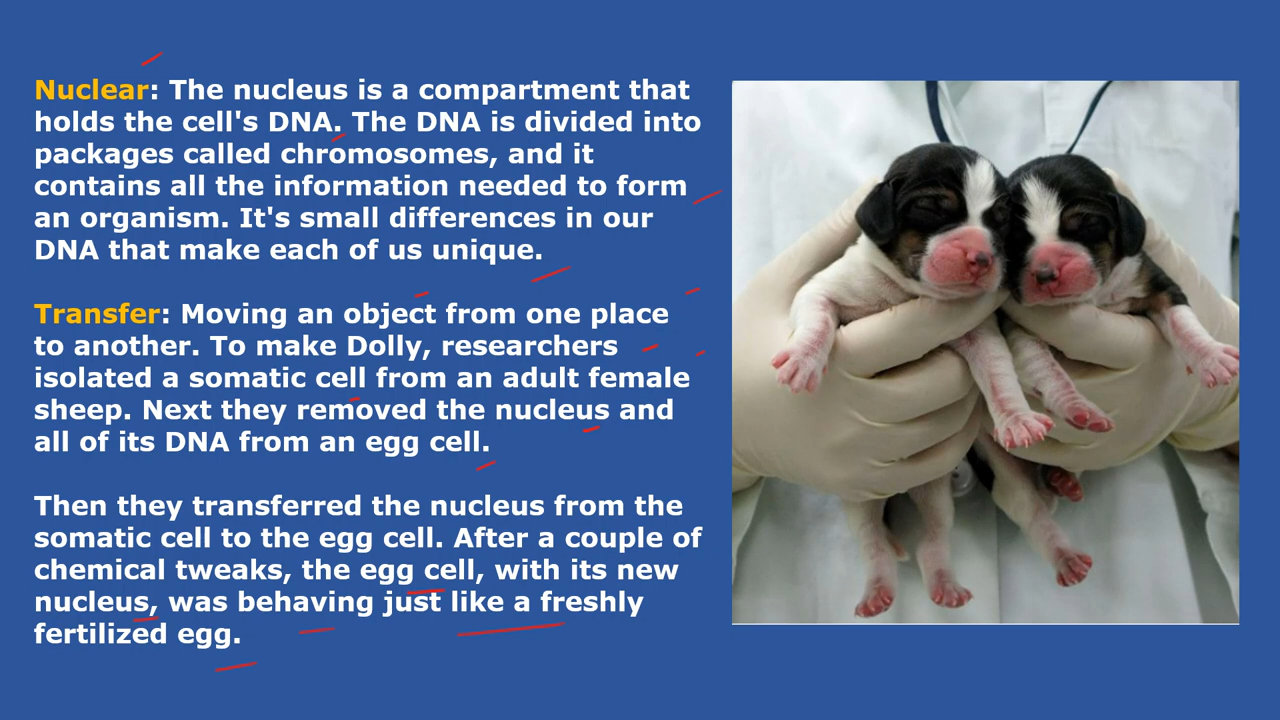 Nuclear: The nucleus is a compartment that
holds the cell's DNA. The DNA is divided into
packages called chromosomes, and it
contains all the information needed to form
an organism. It's small differences in our
DNA that make each of us unique.
Transfer: Moving an object from one place
to another. To make Dolly, researchers
isolated a somatic cell from an adult female
sheep. Next they removed the nucleus and
all of its DNA from an egg cell.
Then they transferred the nucleus from the
somatic cell to the egg cell. After a couple of
chemical tweaks, the egg cell, with its new
nucleus, was behaving just like a freshly
fertilized egg.